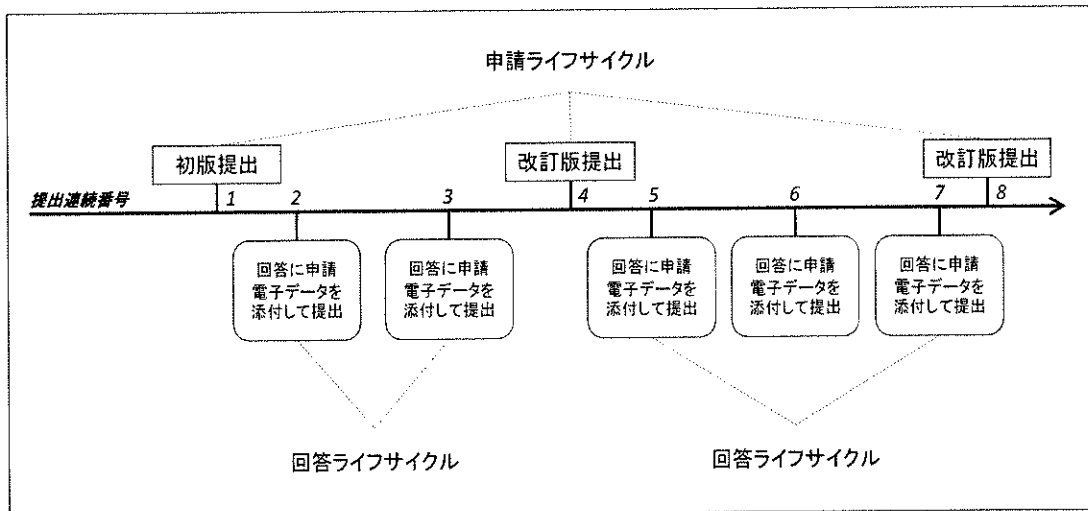 申請ライフサイクル
初版提出
改訂版提出
改訂版提出
提出連続番号
1
2
3
4
5
6
7
8
回答に申請
電子データを
添付して提出
回答に申請
電子データを
添付して提出
回答に申請
電子データを
添付して提出
回答に申請
電子データを
添付して提出
回答に申請
電子データを
添付して提出
回答ライフサイクル
回答ライフサイクル